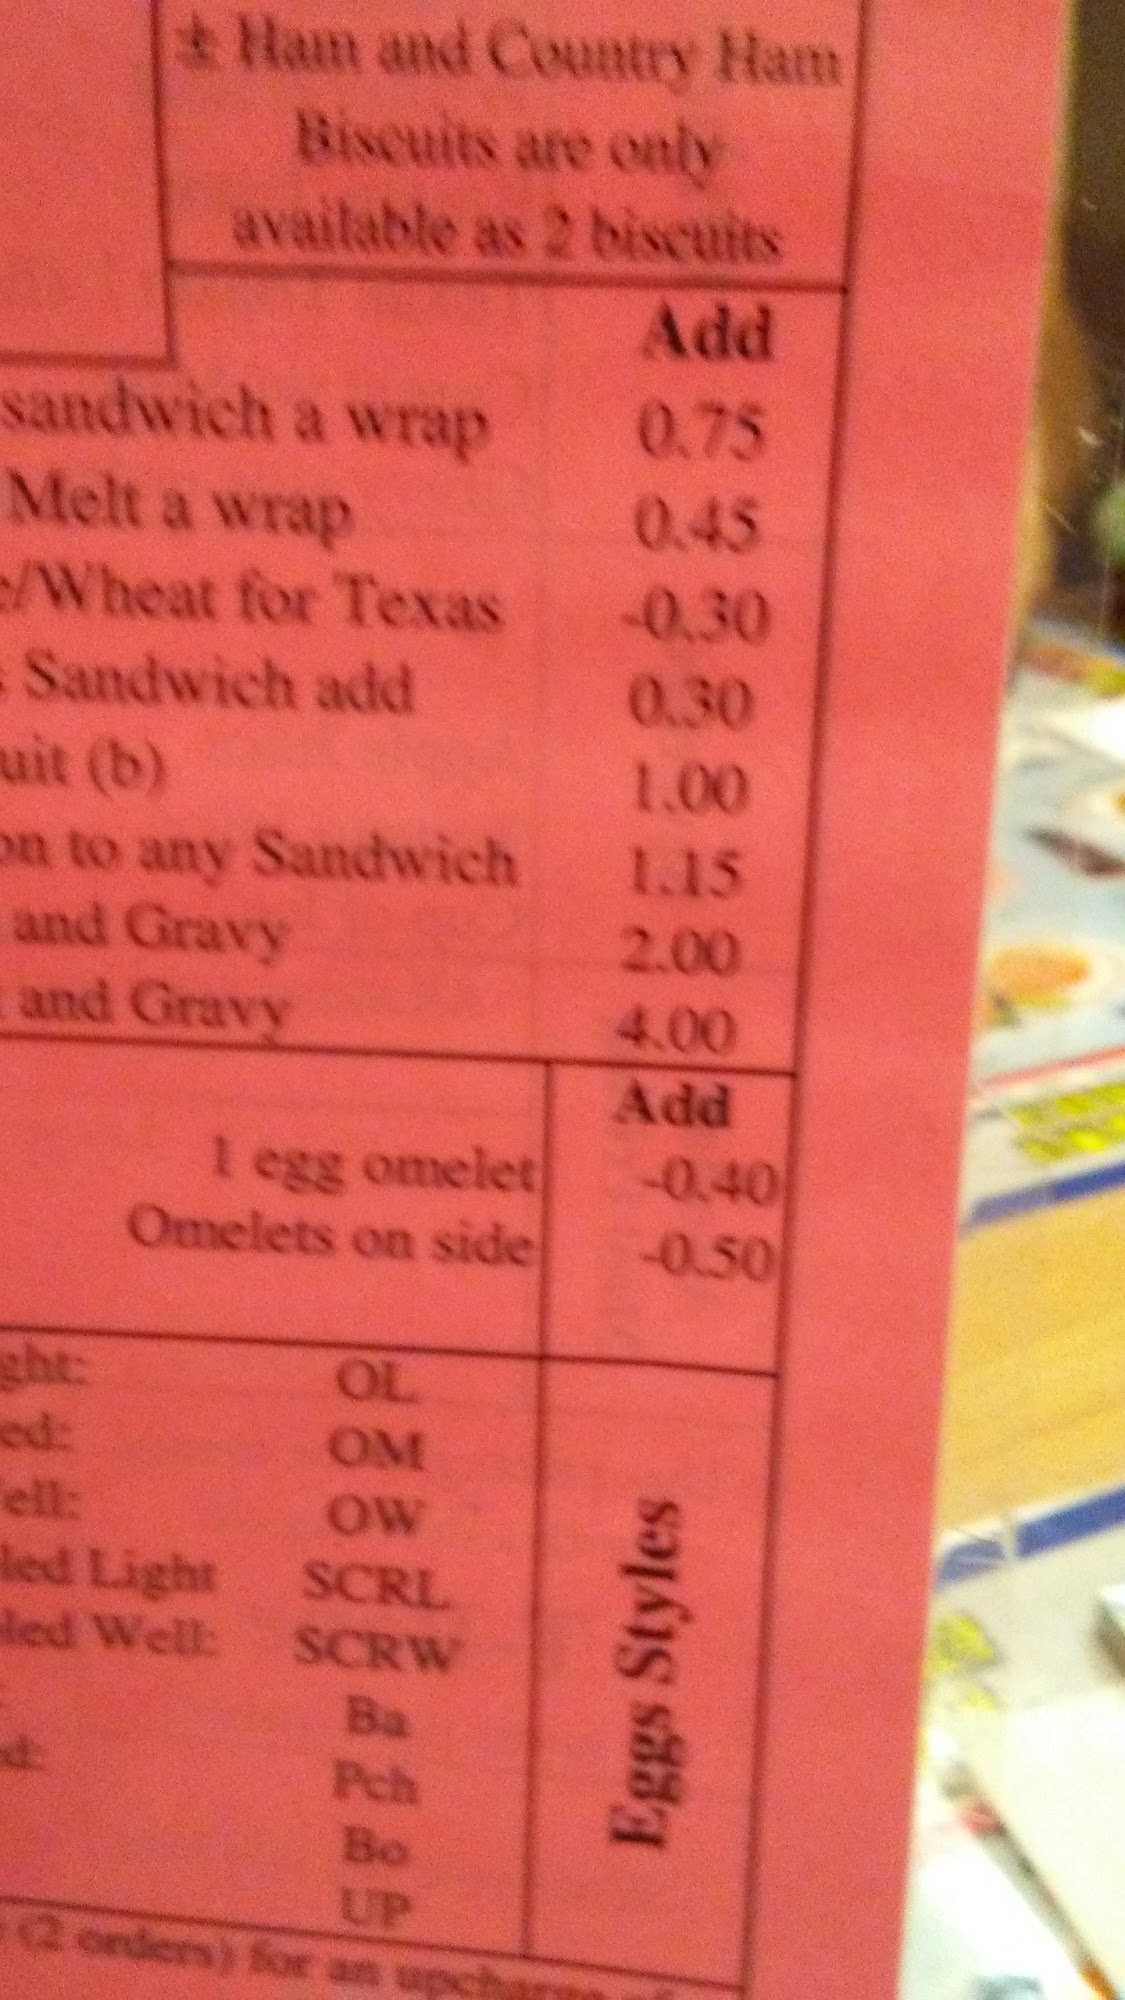 ± Ham and Country Ham
Biscuits are only
available as 2 biscuits
Add
sandwich a wrap 0.75
Melt a wrap 0.45
e/Wheat for Texas -0.30
s Sandwich add 0.30
uit (b) 1.00
on to any Sandwich 1.15
and Gravy 2.00
and Gravy 4.00
Add
1 egg omelet -0.40
Omelets on side -0.50
ght: OL
ed: OM
ell: OW
led Light SCRL
led Well: SCRW
Ba
d: Pch
Bo
UP
Eggs Styles
(2 orders) for an upcharge of